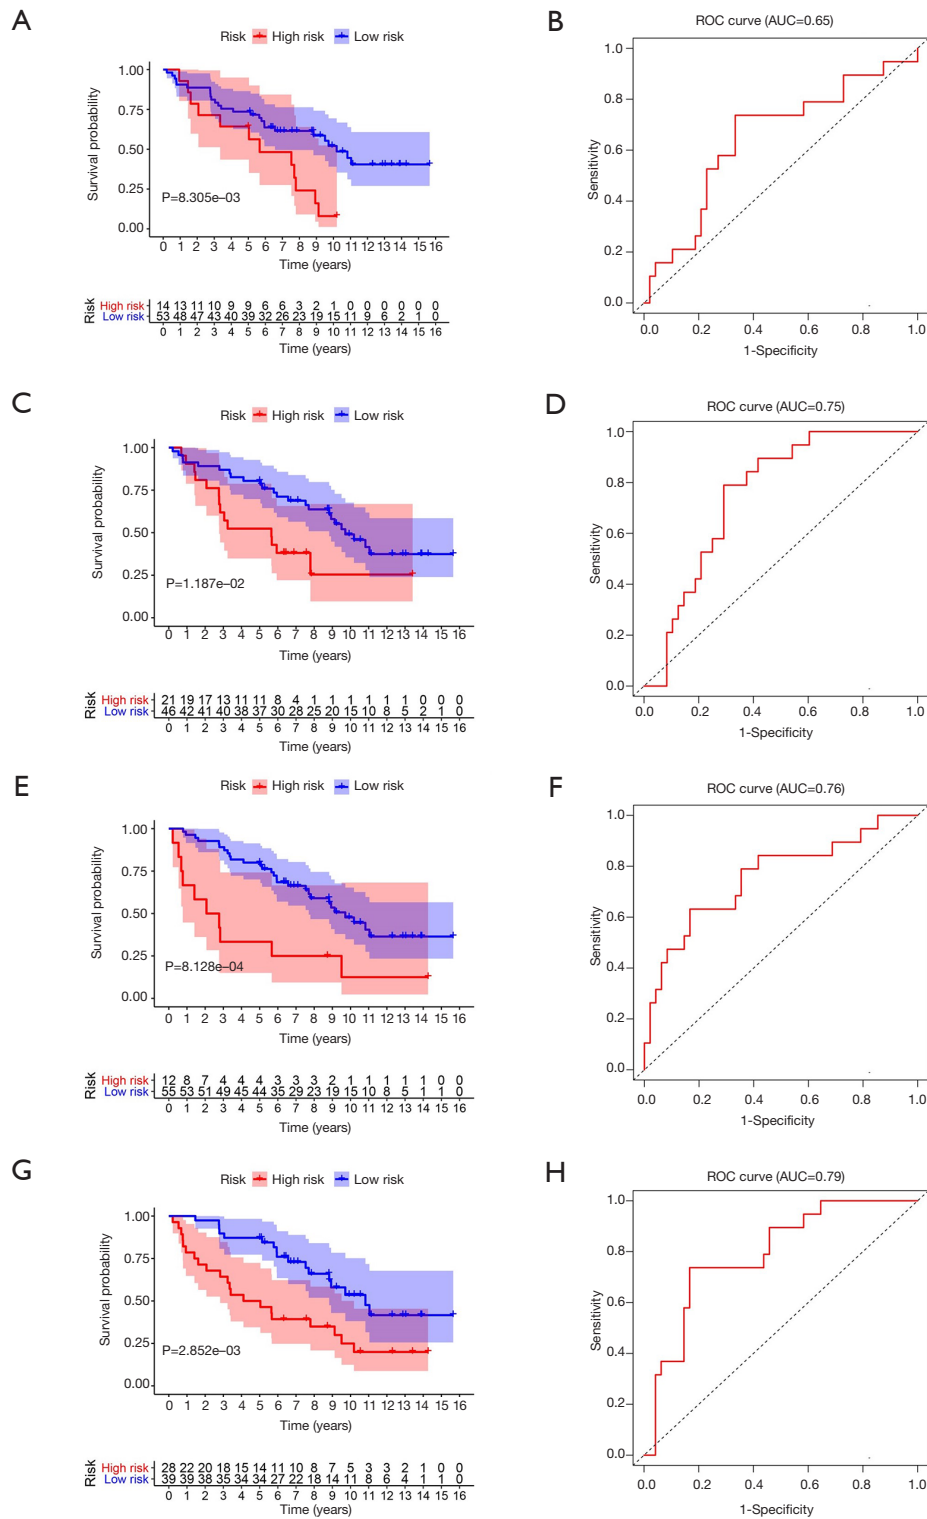 A
Risk High risk Low risk
Survival probability
1.00
0.75
0.50
0.25
0.00
P=8.305e–03
0 1 2 3 4 5 6 7 8 9 10 11 12 13 14 15 16
Time (years)
Risk
High risk 14 13 11 10 9 9 6 6 3 2 1 0 0 0 0 0 0
Low risk 53 48 47 43 40 39 32 26 23 19 15 11 9 6 2 1 0
0 1 2 3 4 5 6 7 8 9 10 11 12 13 14 15 16
Time (years)
B
ROC curve (AUC=0.65)
Sensitivity
1.0
0.8
0.6
0.4
0.2
0.0
0.0 0.2 0.4 0.6 0.8 1.0
1-Specificity
C
Risk High risk Low risk
Survival probability
1.00
0.75
0.50
0.25
0.00
P=1.187e–02
0 1 2 3 4 5 6 7 8 9 10 11 12 13 14 15 16
Time (years)
Risk
High risk 21 19 17 13 11 11 8 4 1 1 1 1 1 1 0 0 0
Low risk 46 42 41 40 38 37 30 28 25 20 15 10 8 5 2 1 0
0 1 2 3 4 5 6 7 8 9 10 11 12 13 14 15 16
Time (years)
D
ROC curve (AUC=0.75)
Sensitivity
1.0
0.8
0.6
0.4
0.2
0.0
0.0 0.2 0.4 0.6 0.8 1.0
1-Specificity
E
Risk High risk Low risk
Survival probability
1.00
0.75
0.50
0.25
0.00
P=8.128e–04
0 1 2 3 4 5 6 7 8 9 10 11 12 13 14 15 16
Time (years)
Risk
High risk 12 8 7 4 4 4 3 3 3 2 1 1 1 1 1 0 0
Low risk 55 53 51 49 45 44 35 29 23 19 15 10 8 5 1 1 0
0 1 2 3 4 5 6 7 8 9 10 11 12 13 14 15 16
Time (years)
F
ROC curve (AUC=0.76)
Sensitivity
1.0
0.8
0.6
0.4
0.2
0.0
0.0 0.2 0.4 0.6 0.8 1.0
1-Specificity
G
Risk High risk Low risk
Survival probability
1.00
0.75
0.50
0.25
0.00
P=2.852e–03
0 1 2 3 4 5 6 7 8 9 10 11 12 13 14 15 16
Time (years)
Risk
High risk 28 22 20 18 15 14 11 10 8 7 5 3 3 2 1 0 0
Low risk 39 39 38 35 34 34 27 22 18 14 11 8 6 4 1 1 0
0 1 2 3 4 5 6 7 8 9 10 11 12 13 14 15 16
Time (years)
H
ROC curve (AUC=0.79)
Sensitivity
1.0
0.8
0.6
0.4
0.2
0.0
0.0 0.2 0.4 0.6 0.8 1.0
1-Specificity